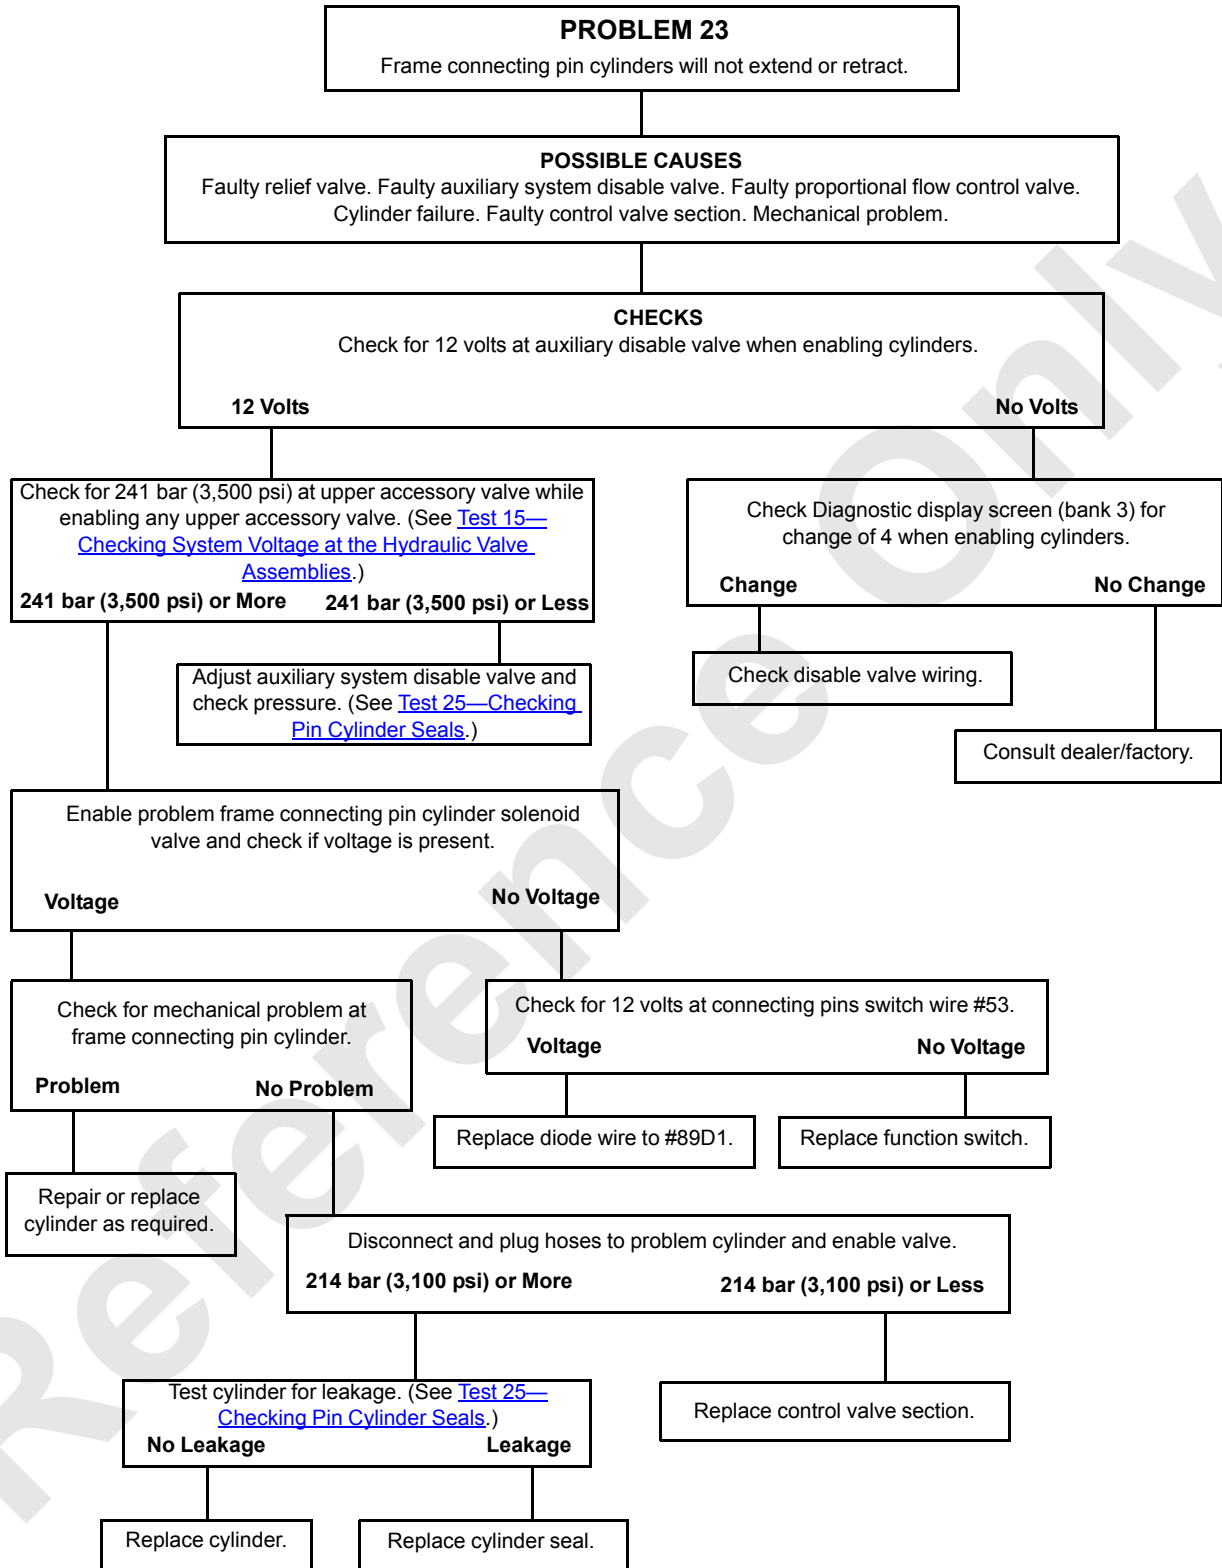 PROBLEM 23
Frame connecting pin cylinders will not extend or retract.
POSSIBLE CAUSES
Faulty relief valve. Faulty auxiliary system disable valve. Faulty proportional flow control valve.
Cylinder failure. Faulty control valve section. Mechanical problem.
CHECKS
Check for 12 volts at auxiliary disable valve when enabling cylinders.
12 Volts
No Volts
Check for 241 bar (3,500 psi) at upper accessory valve while
enabling any upper accessory valve. (See Test 15—
Checking System Voltage at the Hydraulic Valve
Assemblies.)
241 bar (3,500 psi) or More
241 bar (3,500 psi) or Less
Check Diagnostic display screen (bank 3) for
change of 4 when enabling cylinders.
Change
No Change
Adjust auxiliary system disable valve and
check pressure. (See Test 25—Checking
Pin Cylinder Seals.)
Check disable valve wiring.
Consult dealer/factory.
Enable problem frame connecting pin cylinder solenoid
valve and check if voltage is present.
Voltage
No Voltage
Check for mechanical problem at
frame connecting pin cylinder.
Problem
No Problem
Check for 12 volts at connecting pins switch wire #53.
Voltage
No Voltage
Replace diode wire to #89D1.
Replace function switch.
Repair or replace
cylinder as required.
Disconnect and plug hoses to problem cylinder and enable valve.
214 bar (3,100 psi) or More
214 bar (3,100 psi) or Less
Test cylinder for leakage. (See Test 25—
Checking Pin Cylinder Seals.)
No Leakage
Leakage
Replace control valve section.
Replace cylinder.
Replace cylinder seal.
Reference Only